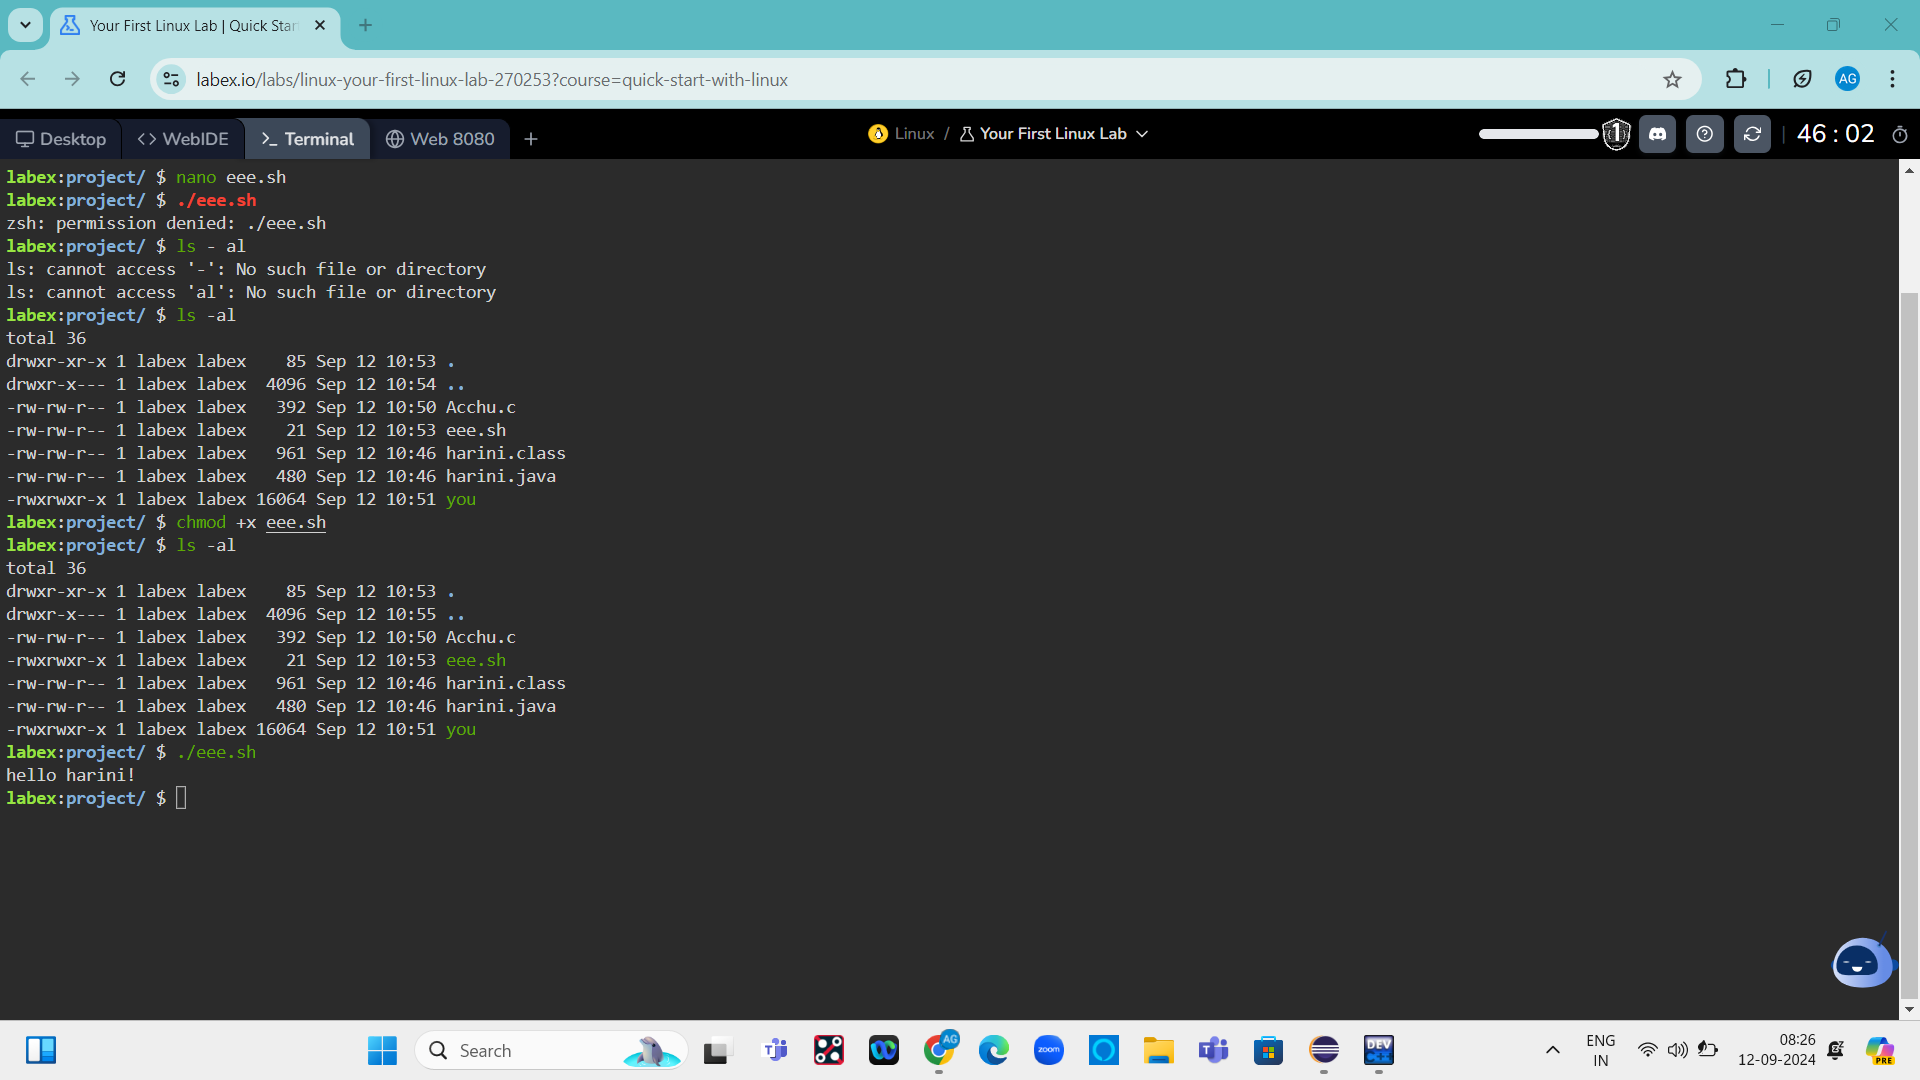 Your First Linux Lab | Quick Star
labex.io/labs/linux-your-first-linux-lab-270253?course=quick-start-with-linux
AG
Desktop
WebIDE
Terminal
Web 8080
Linux / Your First Linux Lab
1
46 : 02
labex:project/ $ nano eee.sh
labex:project/ $ ./eee.sh
zsh: permission denied: ./eee.sh
labex:project/ $ ls - al
ls: cannot access '-': No such file or directory
ls: cannot access 'al': No such file or directory
labex:project/ $ ls -al
total 36
drwxr-xr-x 1 labex labex    85 Sep 12 10:53 .
drwxr-x--- 1 labex labex  4096 Sep 12 10:54 ..
-rw-rw-r-- 1 labex labex   392 Sep 12 10:50 Acchu.c
-rw-rw-r-- 1 labex labex    21 Sep 12 10:53 eee.sh
-rw-rw-r-- 1 labex labex   961 Sep 12 10:46 harini.class
-rw-rw-r-- 1 labex labex   480 Sep 12 10:46 harini.java
-rwxrwxr-x 1 labex labex 16064 Sep 12 10:51 you
labex:project/ $ chmod +x eee.sh
labex:project/ $ ls -al
total 36
drwxr-xr-x 1 labex labex    85 Sep 12 10:53 .
drwxr-x--- 1 labex labex  4096 Sep 12 10:55 ..
-rw-rw-r-- 1 labex labex   392 Sep 12 10:50 Acchu.c
-rwxrwxr-x 1 labex labex    21 Sep 12 10:53 eee.sh
-rw-rw-r-- 1 labex labex   961 Sep 12 10:46 harini.class
-rw-rw-r-- 1 labex labex   480 Sep 12 10:46 harini.java
-rwxrwxr-x 1 labex labex 16064 Sep 12 10:51 you
labex:project/ $ ./eee.sh
hello harini!
labex:project/ $
Search
AG
zoom
DEV
C++
ENG
IN
08:26
12-09-2024
PRE